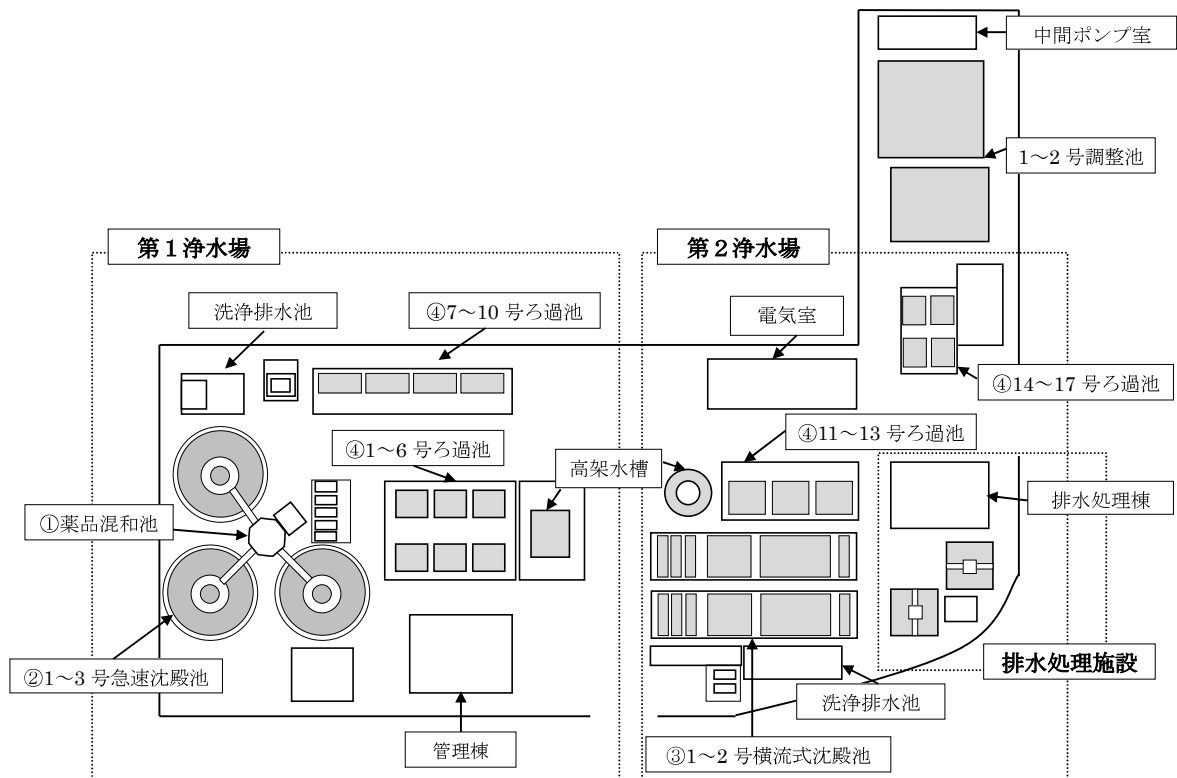 中間ポンプ室
1~2 号調整池
第1浄水場
第2浄水場
洗浄排水池
④7~10 号ろ過池
電気室
④14~17 号ろ過池
④1~6 号ろ過池
高架水槽
④11~13 号ろ過池
排水処理棟
①薬品混和池
②1~3 号急速沈殿池
排水処理施設
洗浄排水池
管理棟
③1~2 号横流式沈殿池